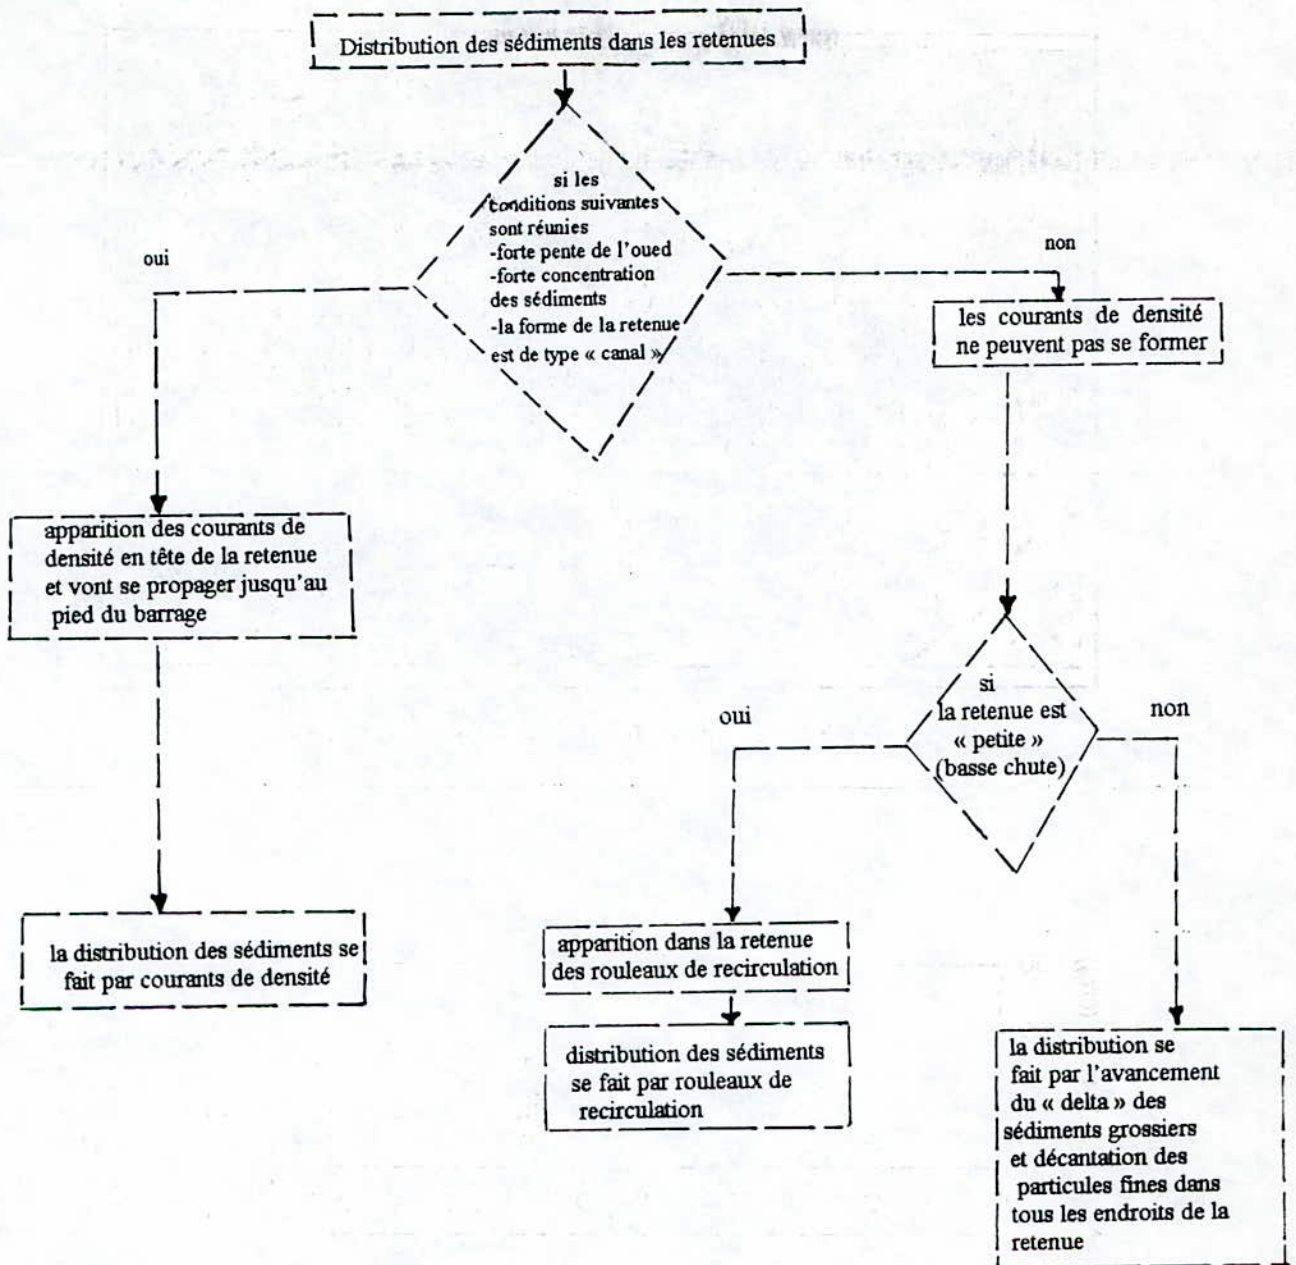 Distribution des sédiments dans les retenues
si les
conditions suivantes
sont réunies
-forte pente de l'oued
-forte concentration
des sédiments
-la forme de la retenue
est de type « canal »
oui
non
les courants de densité
ne peuvent pas se former
apparition des courants de
densité en tête de la retenue
et vont se propager jusqu'au
pied du barrage
si
la retenue est
« petite »
(basse chute)
oui
non
la distribution des sédiments se
fait par courants de densité
apparition dans la retenue
des rouleaux de recirculation
distribution des sédiments
se fait par rouleaux de
recirculation
la distribution se
fait par l'avancement
du « delta » des
sédiments grossiers
et décantation des
particules fines dans
tous les endroits de la
retenue